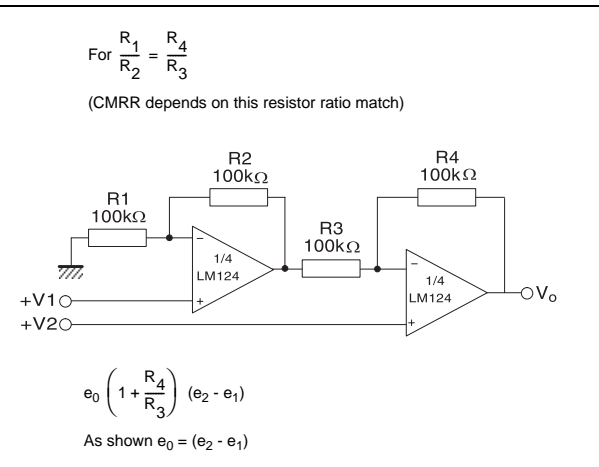 For R1/R2 = R4/R3
(CMRR depends on this resistor ratio match)
R2
100kΩ
R4
100kΩ
R1
100kΩ
R3
100kΩ
−
1/4
LM124
+
−
1/4
LM124
+
+V1
+V2
Vo
e0 (1 + R4/R3) (e2 - e1)
As shown e0 = (e2 - e1)